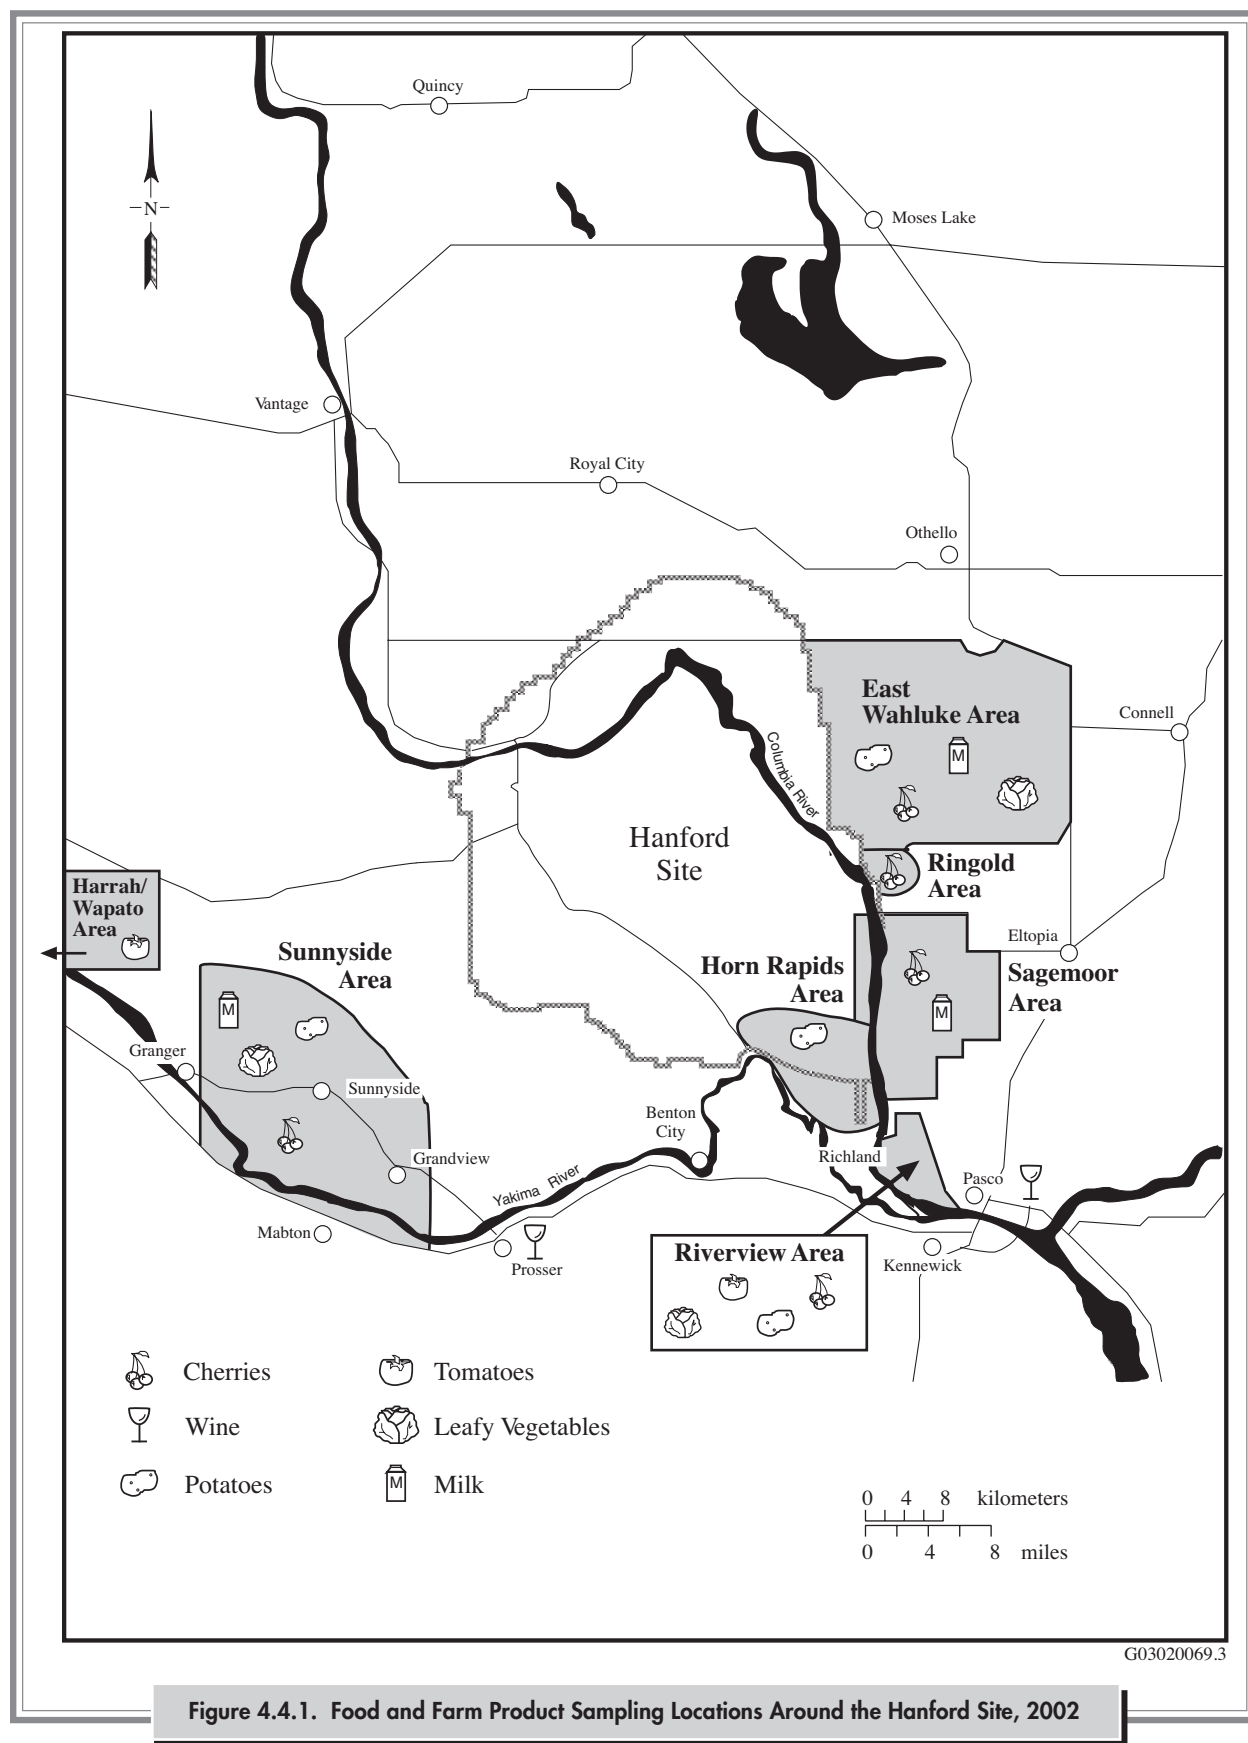 Quincy
N
Moses Lake
Vantage
Royal City
Othello
East
Wahluke Area
M
Connell
Columbia River
Hanford
Site
Ringold
Area
Harrah/
Wapato
Area
Sunnyside
Area
Eltopia
Horn Rapids
Area
Sagemoor
Area
M
M
Granger
Sunnyside
Benton
City
Richland
Grandview
Pasco
Yakima River
Mabton
Prosser
Riverview Area
Kennewick
Cherries
Tomatoes
Wine
Leafy Vegetables
Potatoes
M
Milk
0 4 8 kilometers
0 4 8 miles
G03020069.3
Figure 4.4.1. Food and Farm Product Sampling Locations Around the Hanford Site, 2002